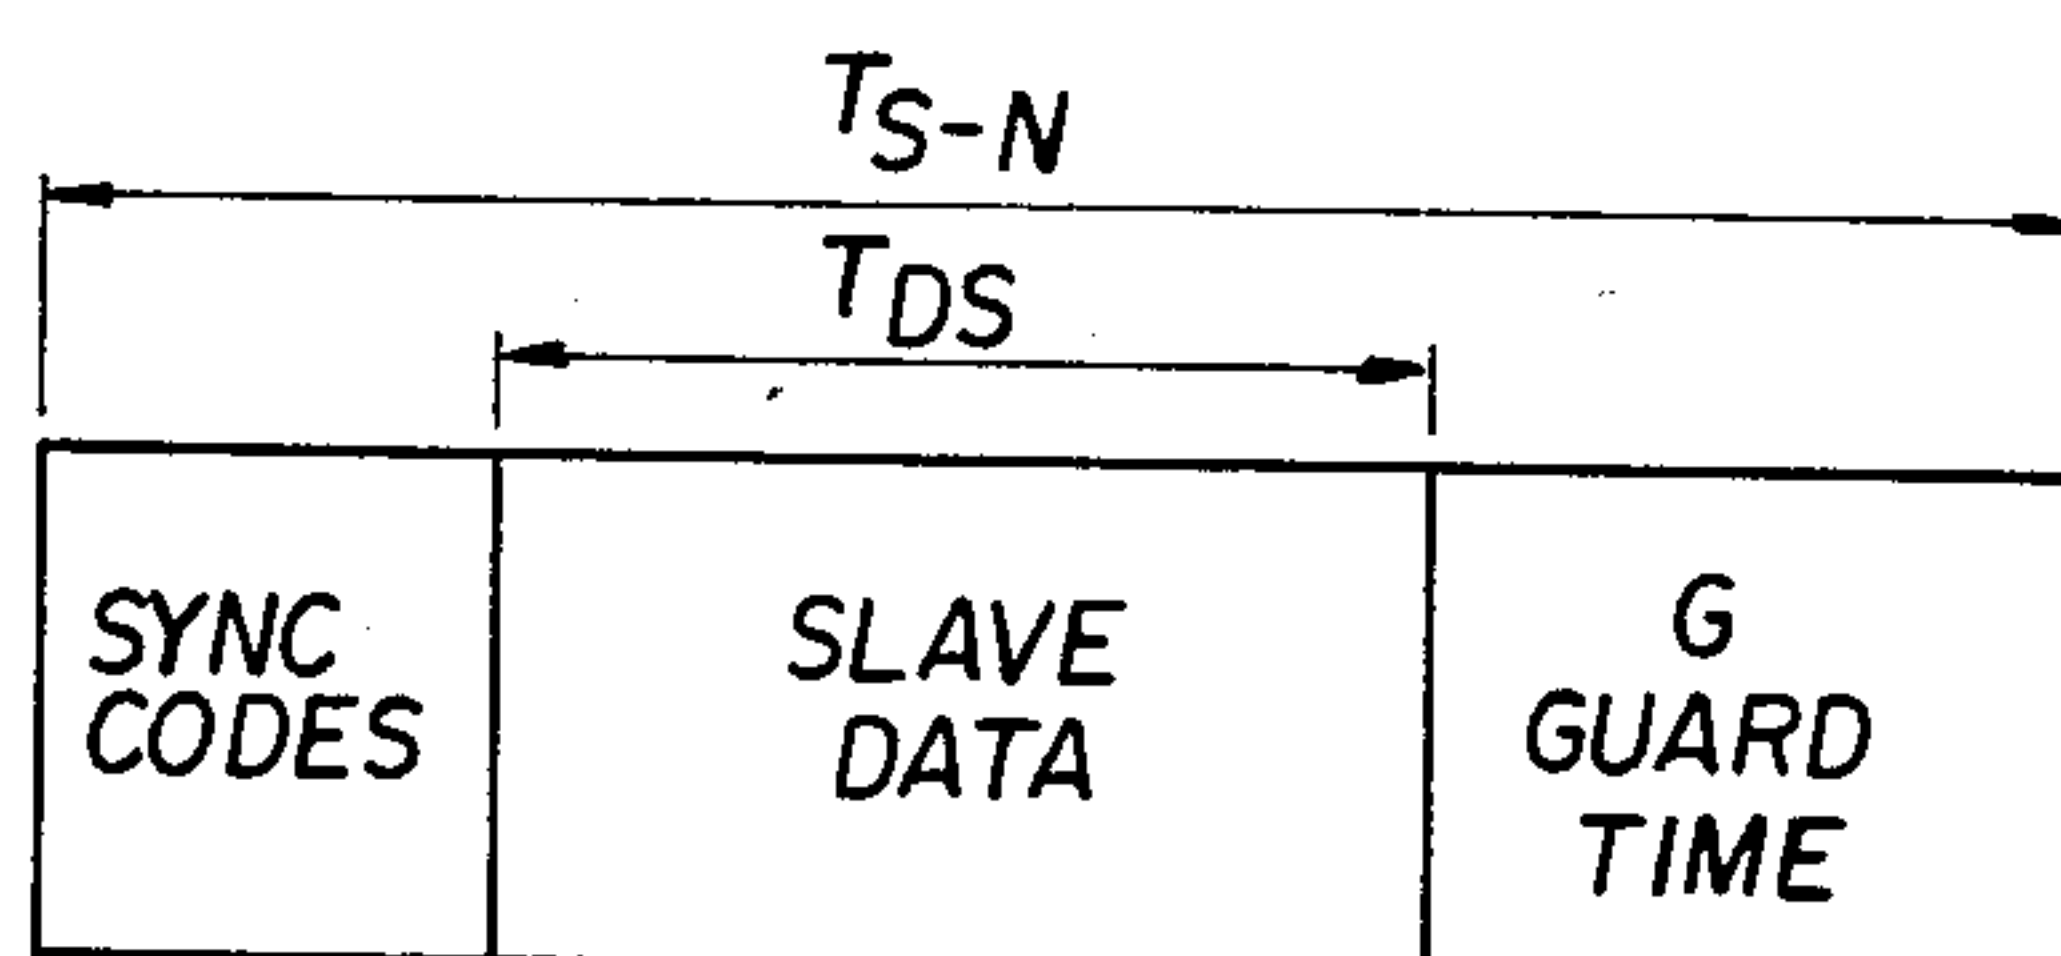 TS-N
TDS
SYNC
CODES
SLAVE
DATA
G
GUARD
TIME